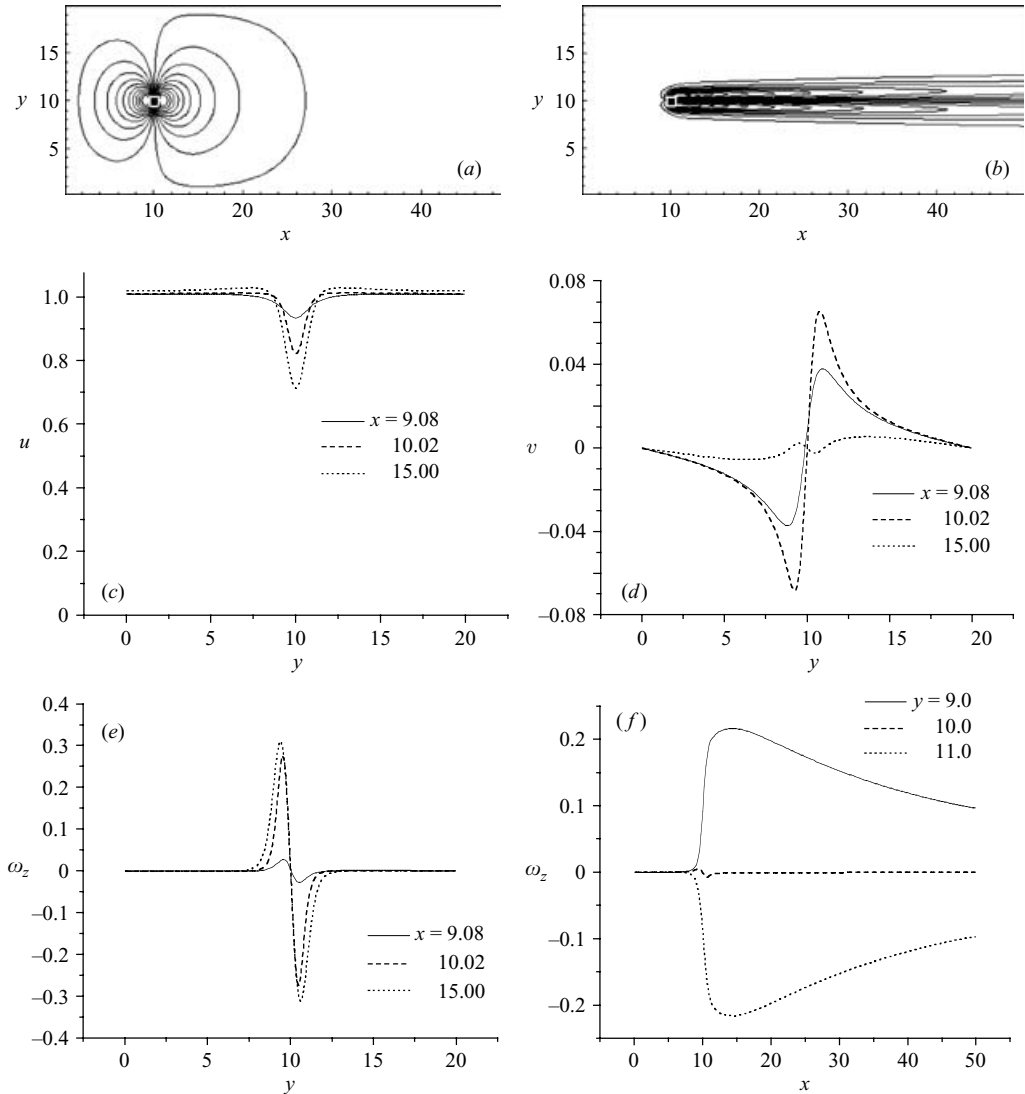 15
y 10
5
10 20 30 40
x
(a)
15
y 10
5
10 20 30 40
x
(b)
1.0
0.8
0.6
u
0.4
0.2
0
x = 9.08
10.02
15.00
(c)
0 5 10 15 20
y
0.08
0.04
v 0
–0.04
–0.08
x = 9.08
10.02
15.00
(d)
0 5 10 15 20
y
0.4
0.3
0.2
0.1
ωz 0
–0.1
–0.2
–0.3
–0.4
(e)
x = 9.08
10.02
15.00
0 5 10 15 20
y
(f)
y = 9.0
10.0
11.0
0.2
0.1
ωz 0
–0.1
–0.2
0 10 20 30 40 50
x